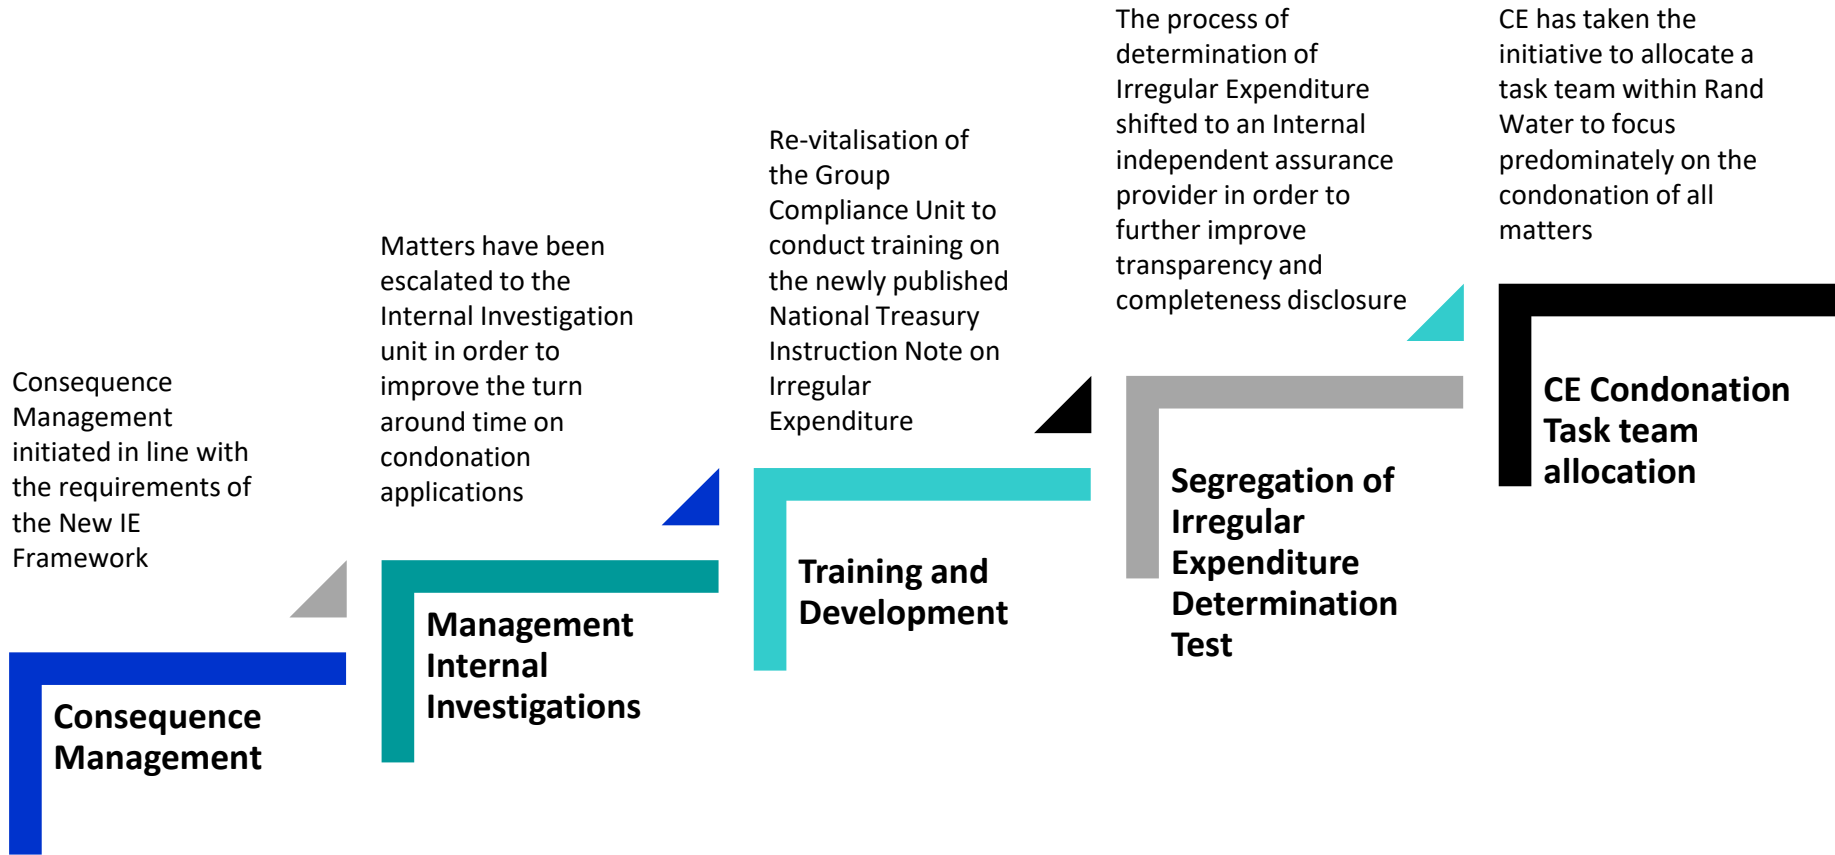 Consequence
Management
initiated in line with
the requirements of
the New IE
Framework
Consequence
Management
Matters have been
escalated to the
Internal Investigation
unit in order to
improve the turn
around time on
condonation
applications
Management
Internal
Investigations
Re-vitalisation of
the Group
Compliance Unit to
conduct training on
the newly published
National Treasury
Instruction Note on
Irregular
Expenditure
Training and
Development
The process of
determination of
Irregular Expenditure
shifted to an Internal
independent assurance
provider in order to
further improve
transparency and
completeness disclosure
Segregation of
Irregular
Expenditure
Determination
Test
CE has taken the
initiative to allocate a
task team within Rand
Water to focus
predominately on the
condonation of all
matters
CE Condonation
Task team
allocation